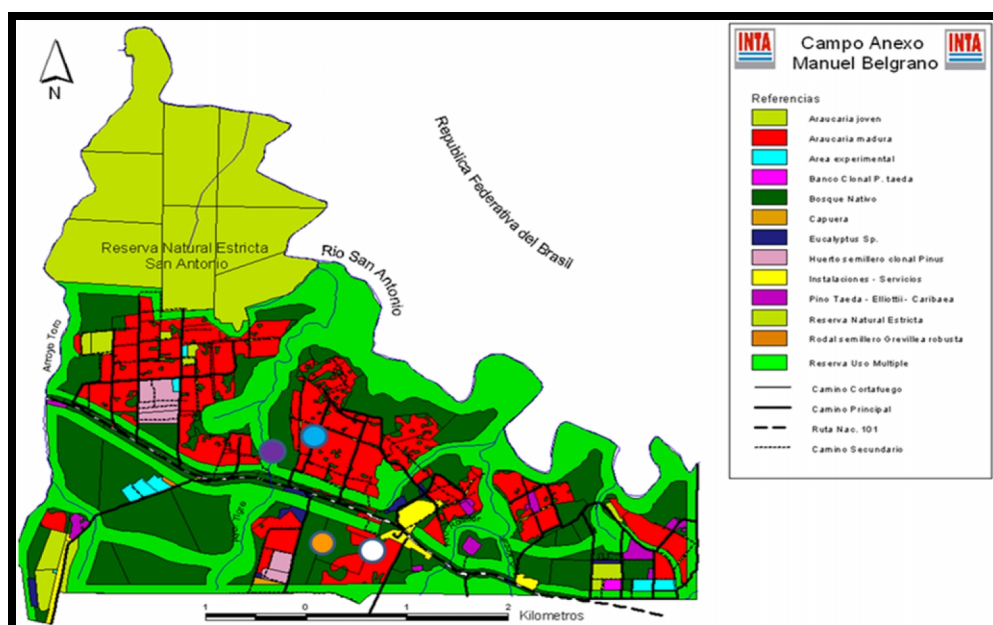 INTA
Campo Anexo
Manuel Belgrano
INTA
Referencias
Araucaria joven
Araucaria madura
Area experimental
Banco Clonal P. taeda
Bosque Nativo
Capuera
Eucalyptus Sp.
Huerto semillero clonal Pinus
Instalaciones - Servicios
Pino Taeda - Elliottii - Caribaea
Reserva Natural Estricta
Rodal semillero Grevillea robusta
Reserva Uso Multiple
Camino Cortafuego
Camino Principal
Ruta Nac. 101
Camino Secundario
N
Republica Federativa del Brasil
Reserva Natural Estricta
San Antonio
Rio San Antonio
Arroyo Toro
Tigre
1 0 1 2
Kilometros